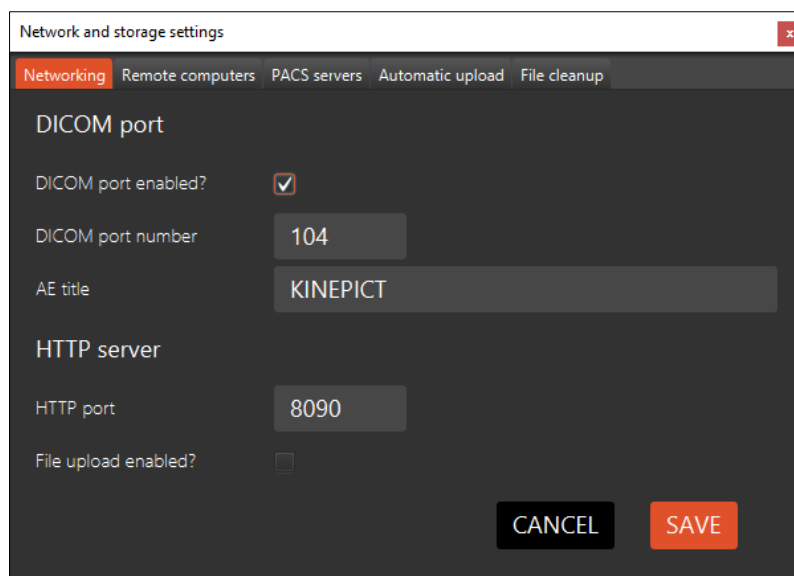 Network and storage settings x
Networking Remote computers PACS servers Automatic upload File cleanup
DICOM port
DICOM port enabled?
DICOM port number 104
AE title KINEPICT
HTTP server
HTTP port 8090
File upload enabled?
CANCEL SAVE